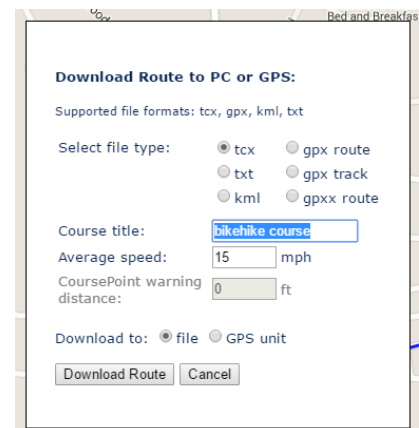 Bed and Breakfas
Download Route to PC or GPS:
Supported file formats: tcx, gpx, kml, txt
Select file type: tcx gpx route
txt gpx track
kml gpxx route
Course title: bikehike course
Average speed: 15 mph
CoursePoint warning
distance: 0 ft
Download to: file GPS unit
Download Route Cancel